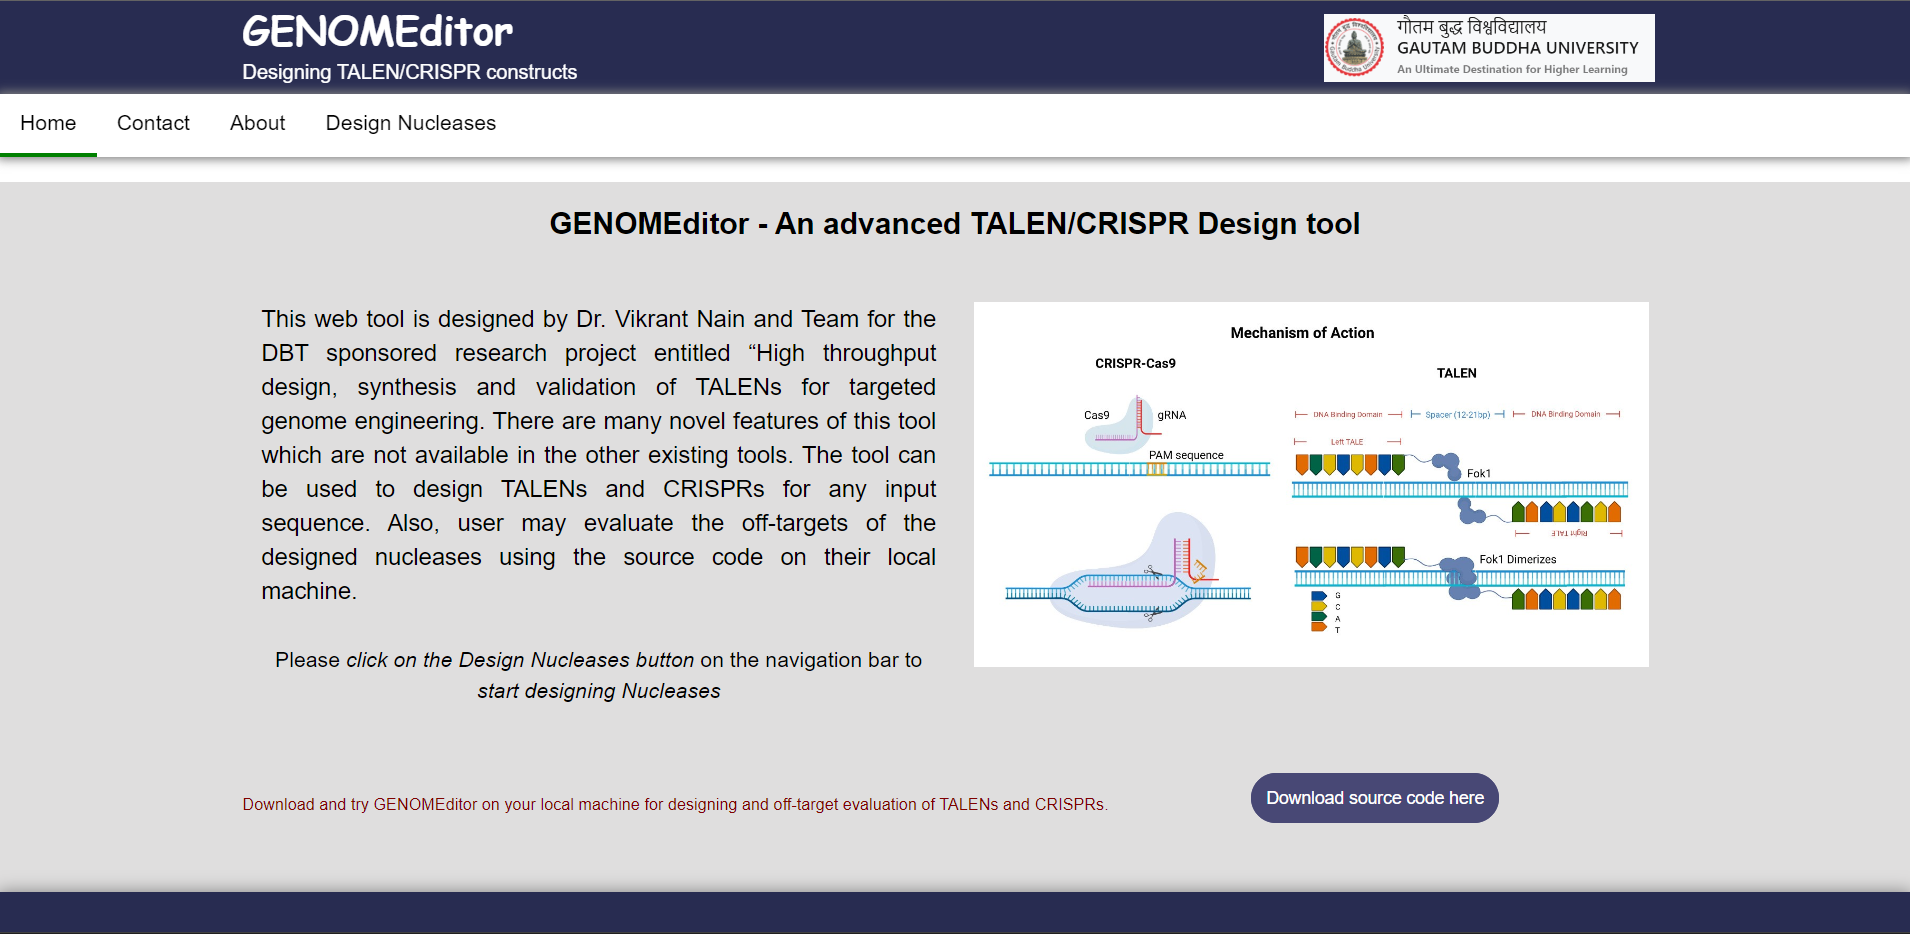 GENOMEditor
Designing TALEN/CRISPR constructs
गौतम बुद्ध विश्वविद्यालय
GAUTAM BUDDHA UNIVERSITY
An Ultimate Destination for Higher Learning
Home
Contact
About
Design Nucleases
GENOMEditor - An advanced TALEN/CRISPR Design tool
This web tool is designed by Dr. Vikrant Nain and Team for the
DBT sponsored research project entitled “High throughput
design, synthesis and validation of TALENs for targeted
genome engineering. There are many novel features of this tool
which are not available in the other existing tools. The tool can
be used to design TALENs and CRISPRs for any input
sequence. Also, user may evaluate the off-targets of the
designed nucleases using the source code on their local
machine.
Please click on the Design Nucleases button on the navigation bar to
start designing Nucleases
Mechanism of Action
CRISPR-Cas9
Cas9
gRNA
PAM sequence
TALEN
DNA Binding Domain
Spacer (12-21bp)
DNA Binding Domain
Left TALE
Fok1
Right TALE
Fok1 Dimerizes
G
C
A
T
Download and try GENOMEditor on your local machine for designing and off-target evaluation of TALENs and CRISPRs.
Download source code here